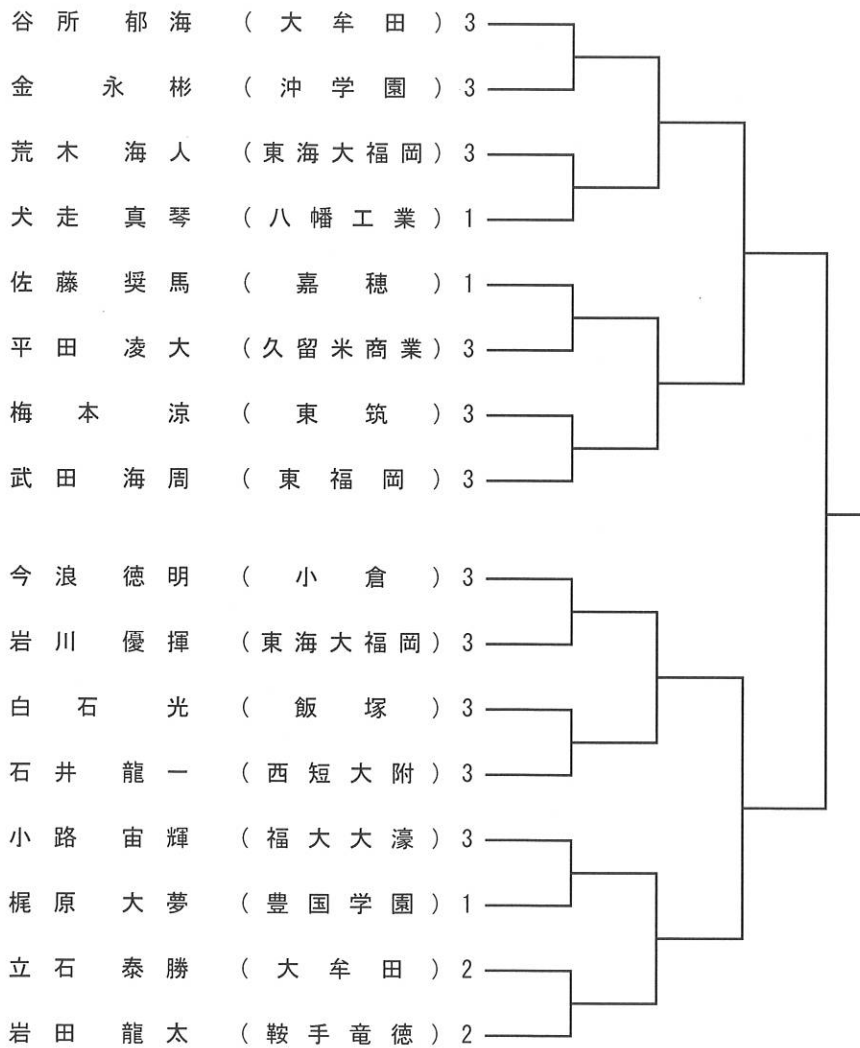 谷所 郁海 (大牟田) 3
金 永彬 (沖学園) 3
荒木 海人 (東海大福岡) 3
犬走 真琴 (八幡工業) 1
佐藤 奨馬 (嘉穂) 1
平田 凌大 (久留米商業) 3
梅本 涼 (東筑) 3
武田 海周 (東福岡) 3
今浪 徳明 (小倉) 3
岩川 優揮 (東海大福岡) 3
白石 光 (飯塚) 3
石井 龍一 (西短大附) 3
小路 宙輝 (福大大濠) 3
梶原 大夢 (豊国学園) 1
立石 泰勝 (大牟田) 2
岩田 龍太 (鞍手竜徳) 2